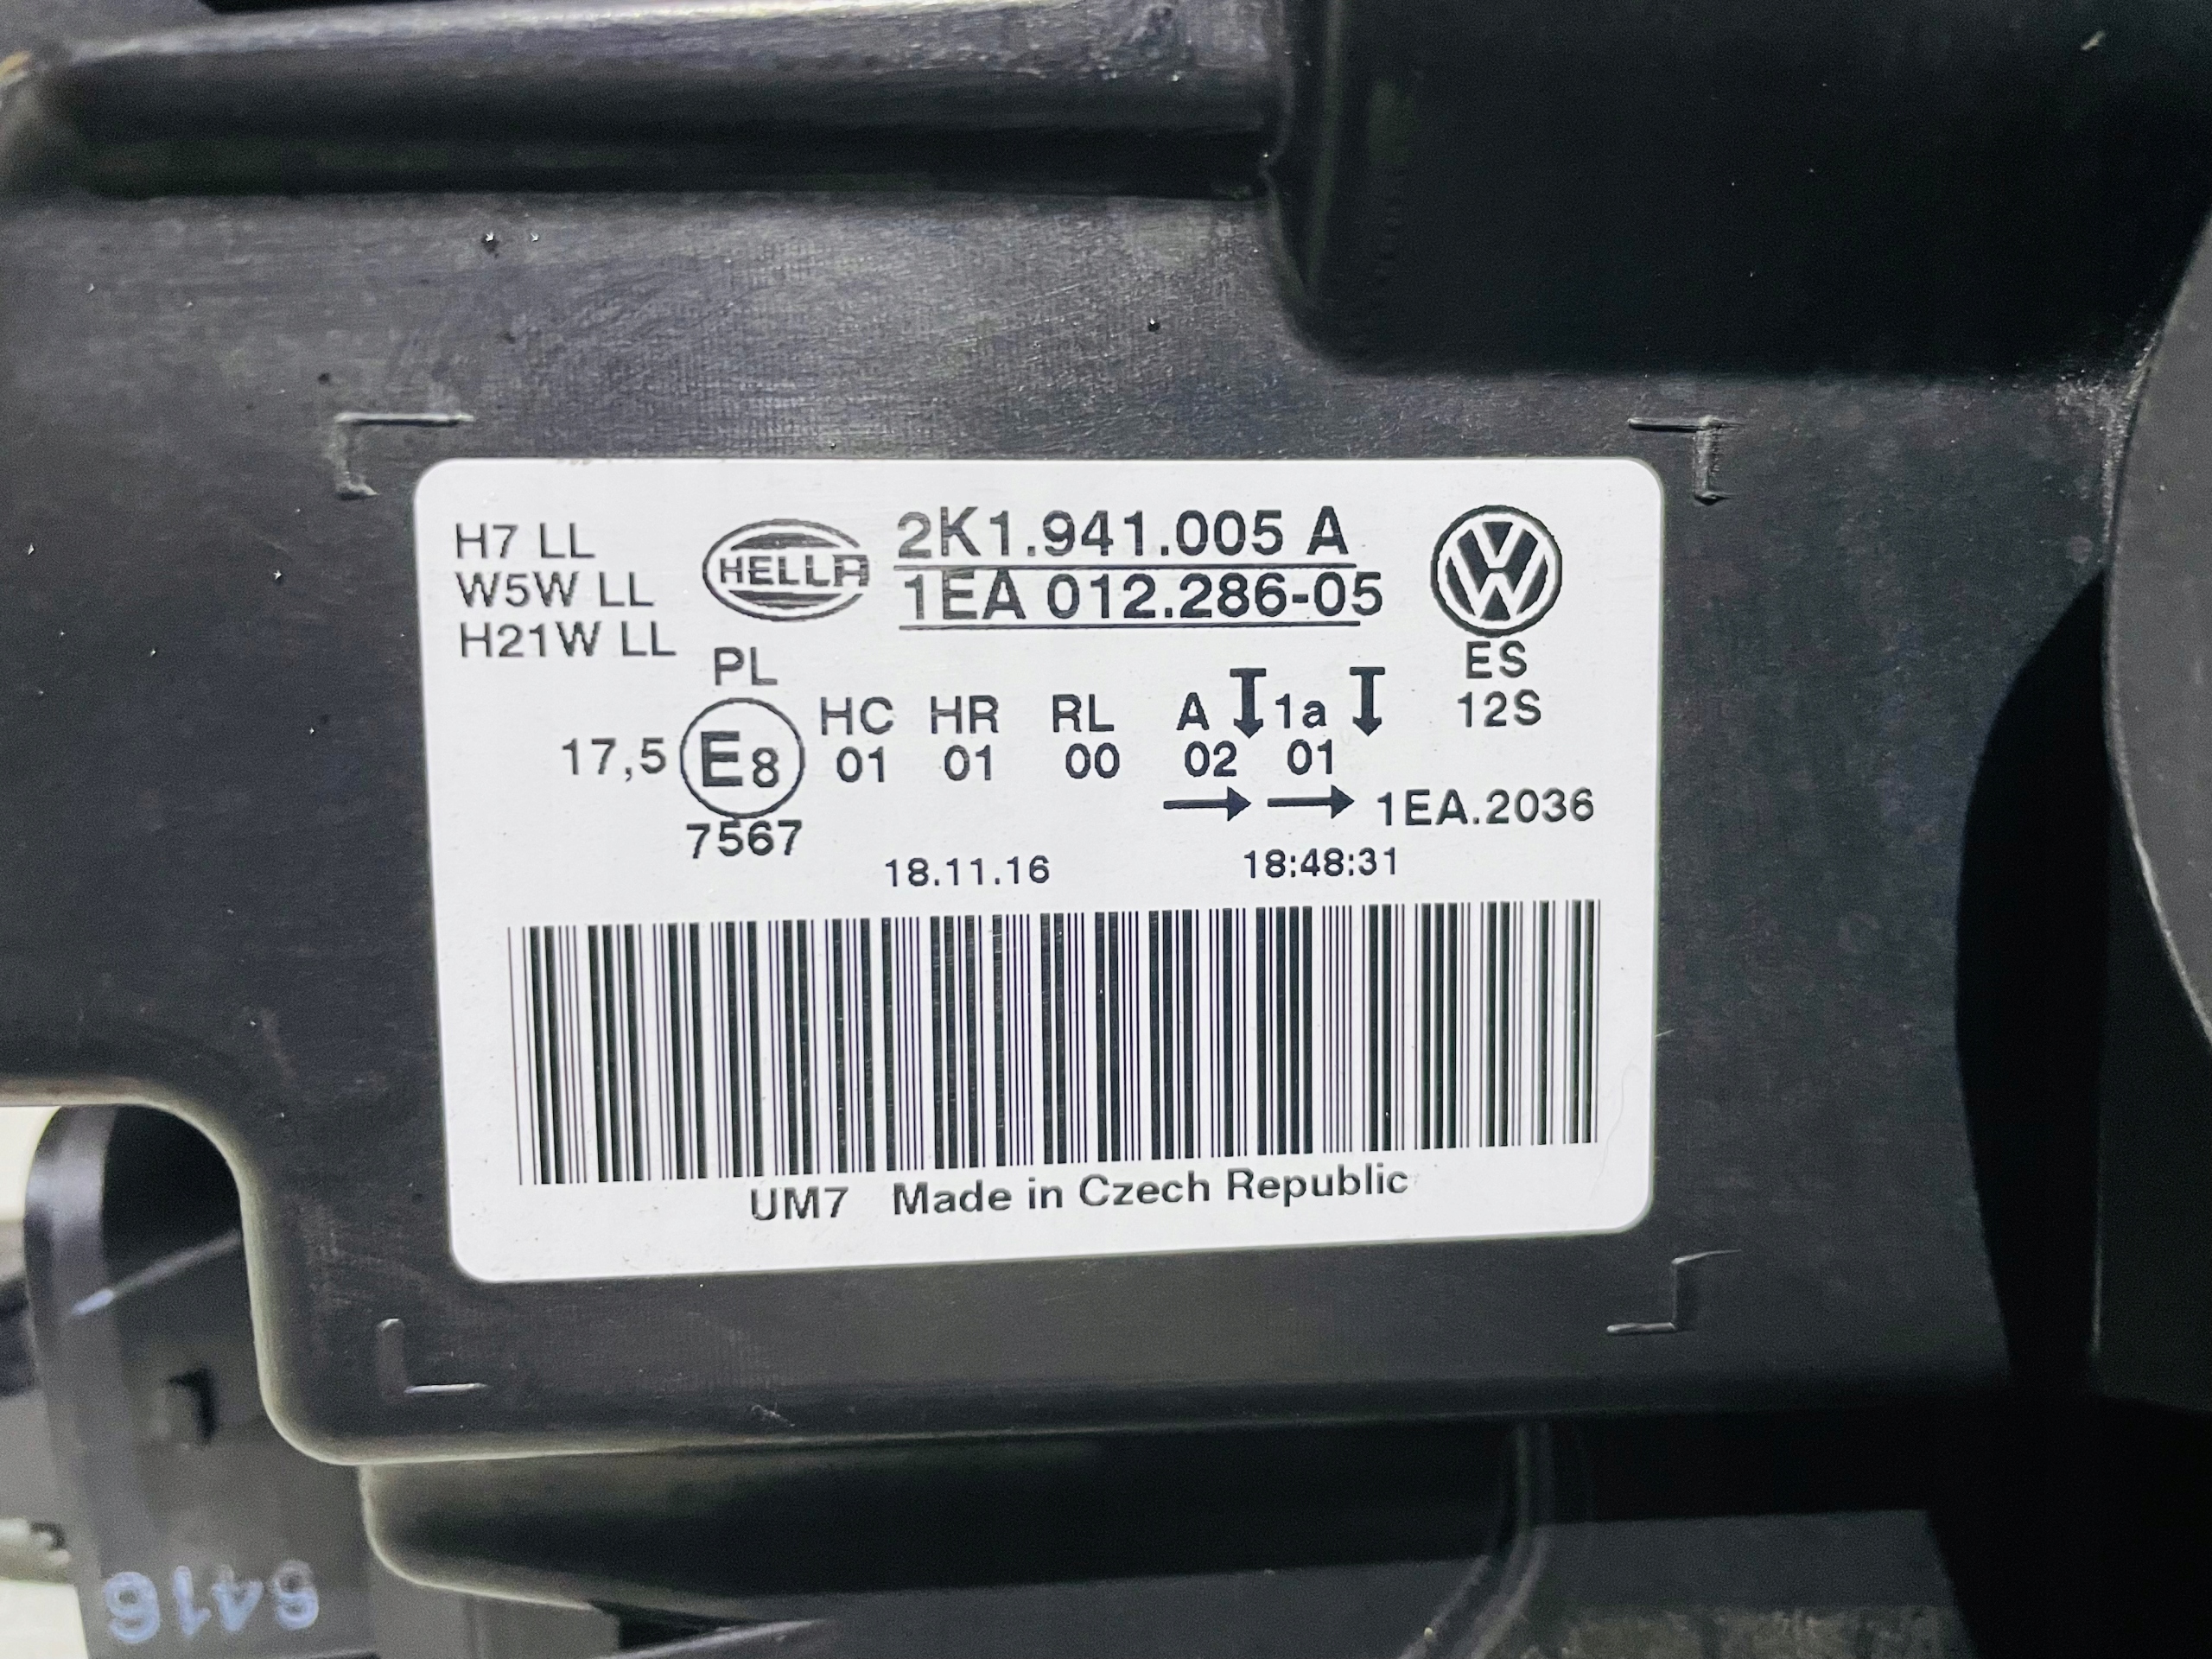 H7 LL
W5W LL
H21W LL
HELLA
2K1.941.005 A
1EA 012.286-05
VW
ES
12S
PL
HC HR RL A 1a
17,5 E8 01 01 00 02 01
→ → 1EA.2036
7567
18.11.16 18:48:31
UM7 Made in Czech Republic